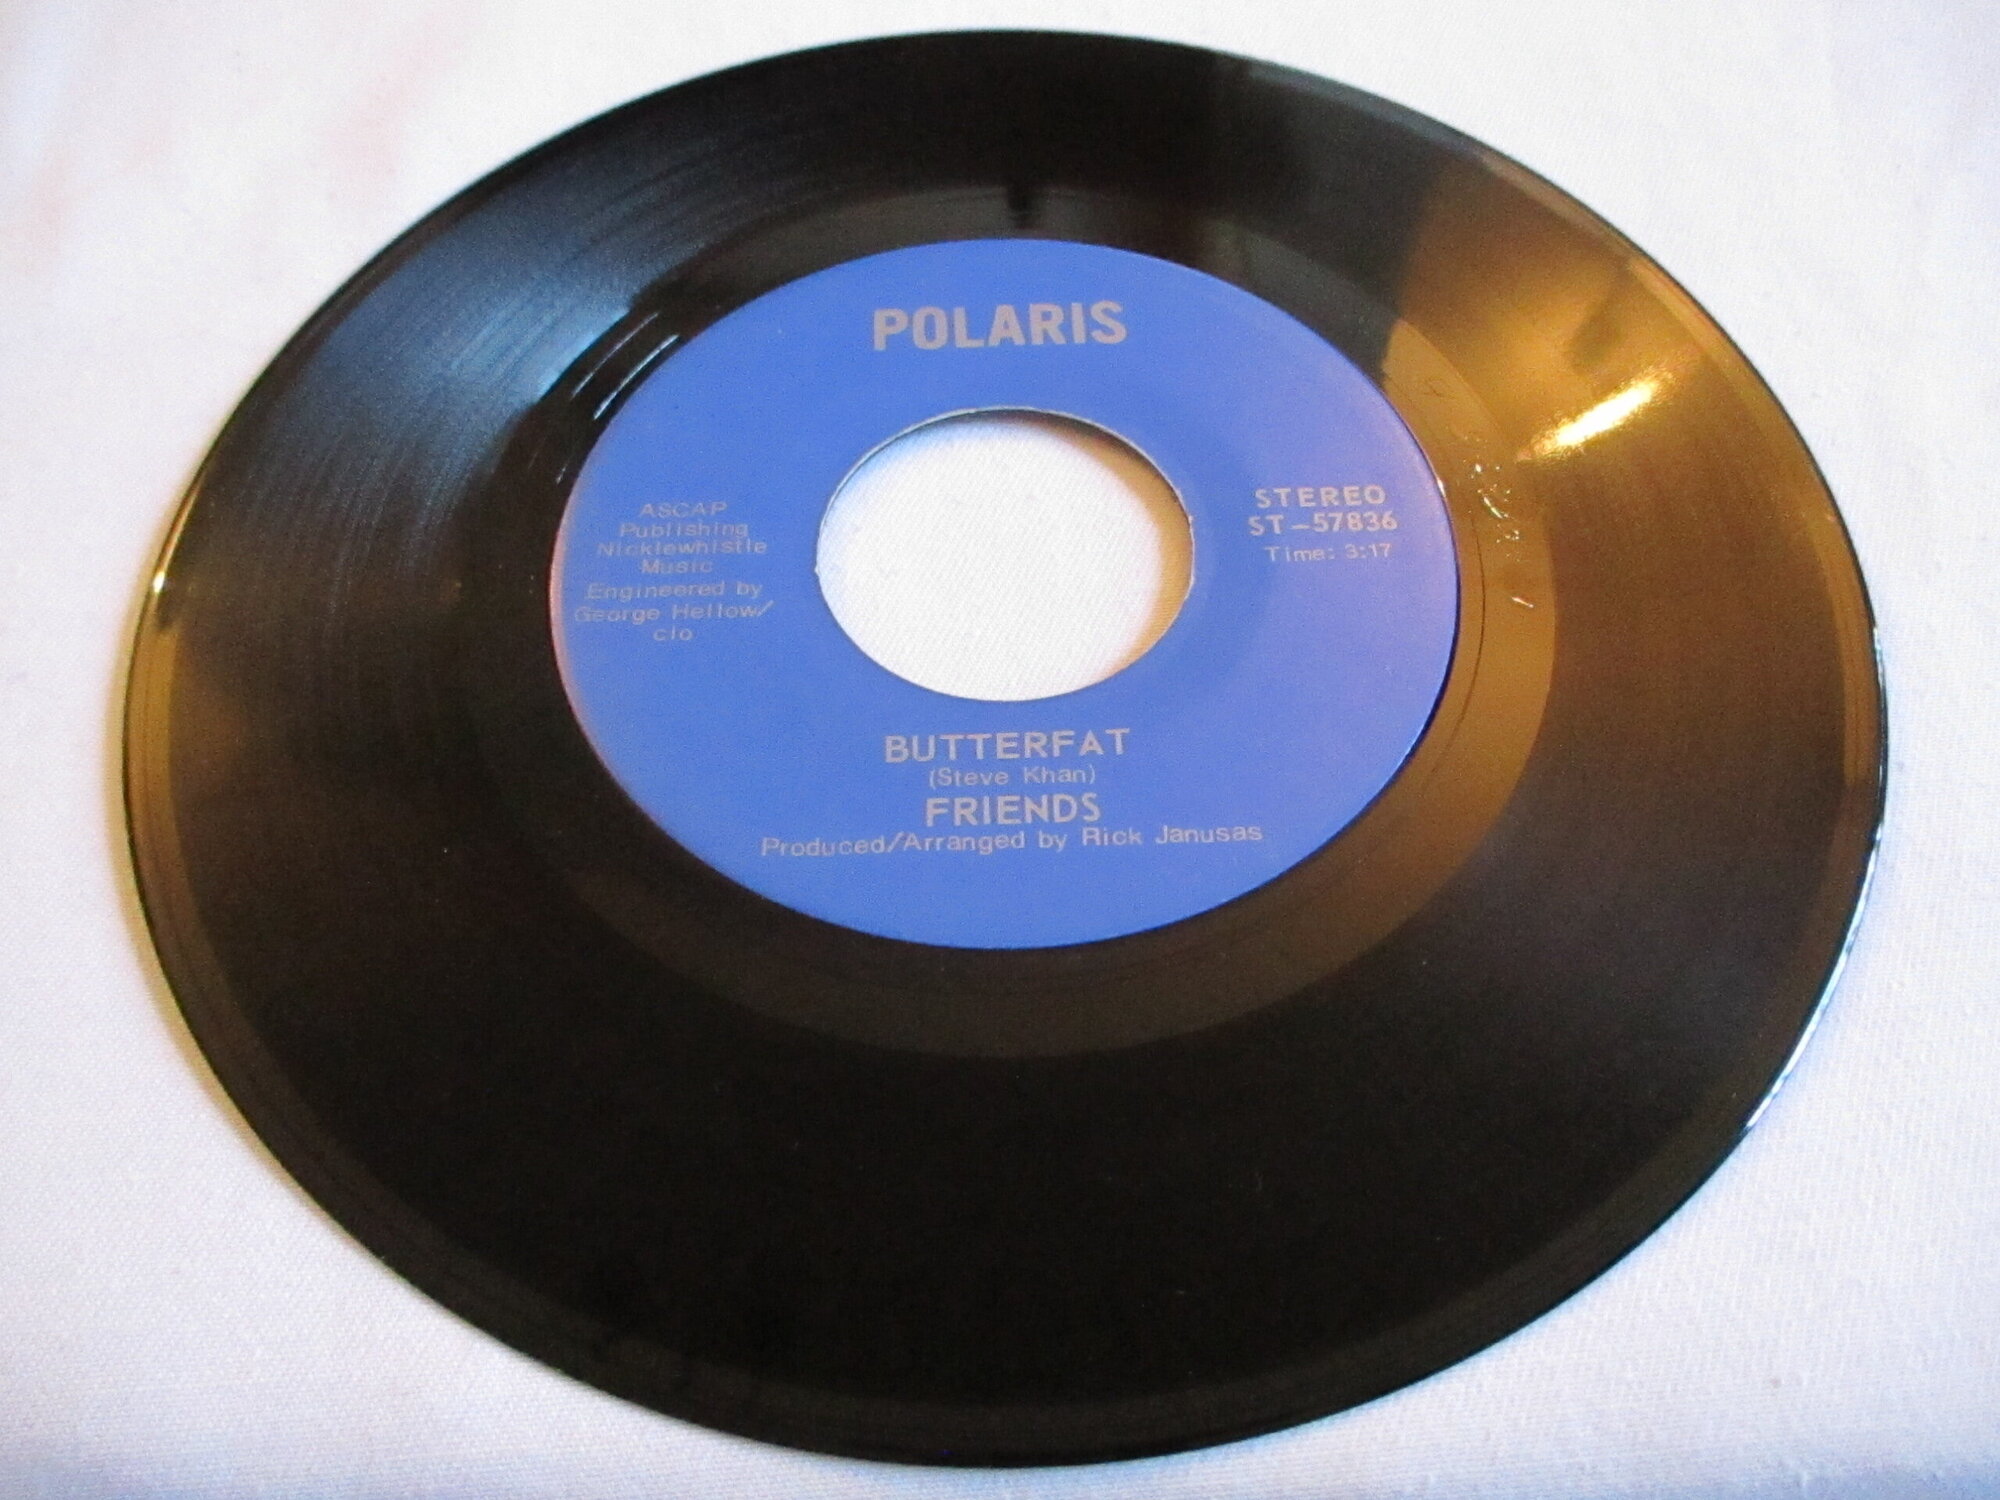 POLARIS
ASCAP
Publishing
Nicklewhistle
Music
Engineered by
George Hellow/
clo
STEREO
ST-57836
Time: 3:17
BUTTERFAT
(Steve Khan)
FRIENDS
Produced/Arranged by Rick Janusas